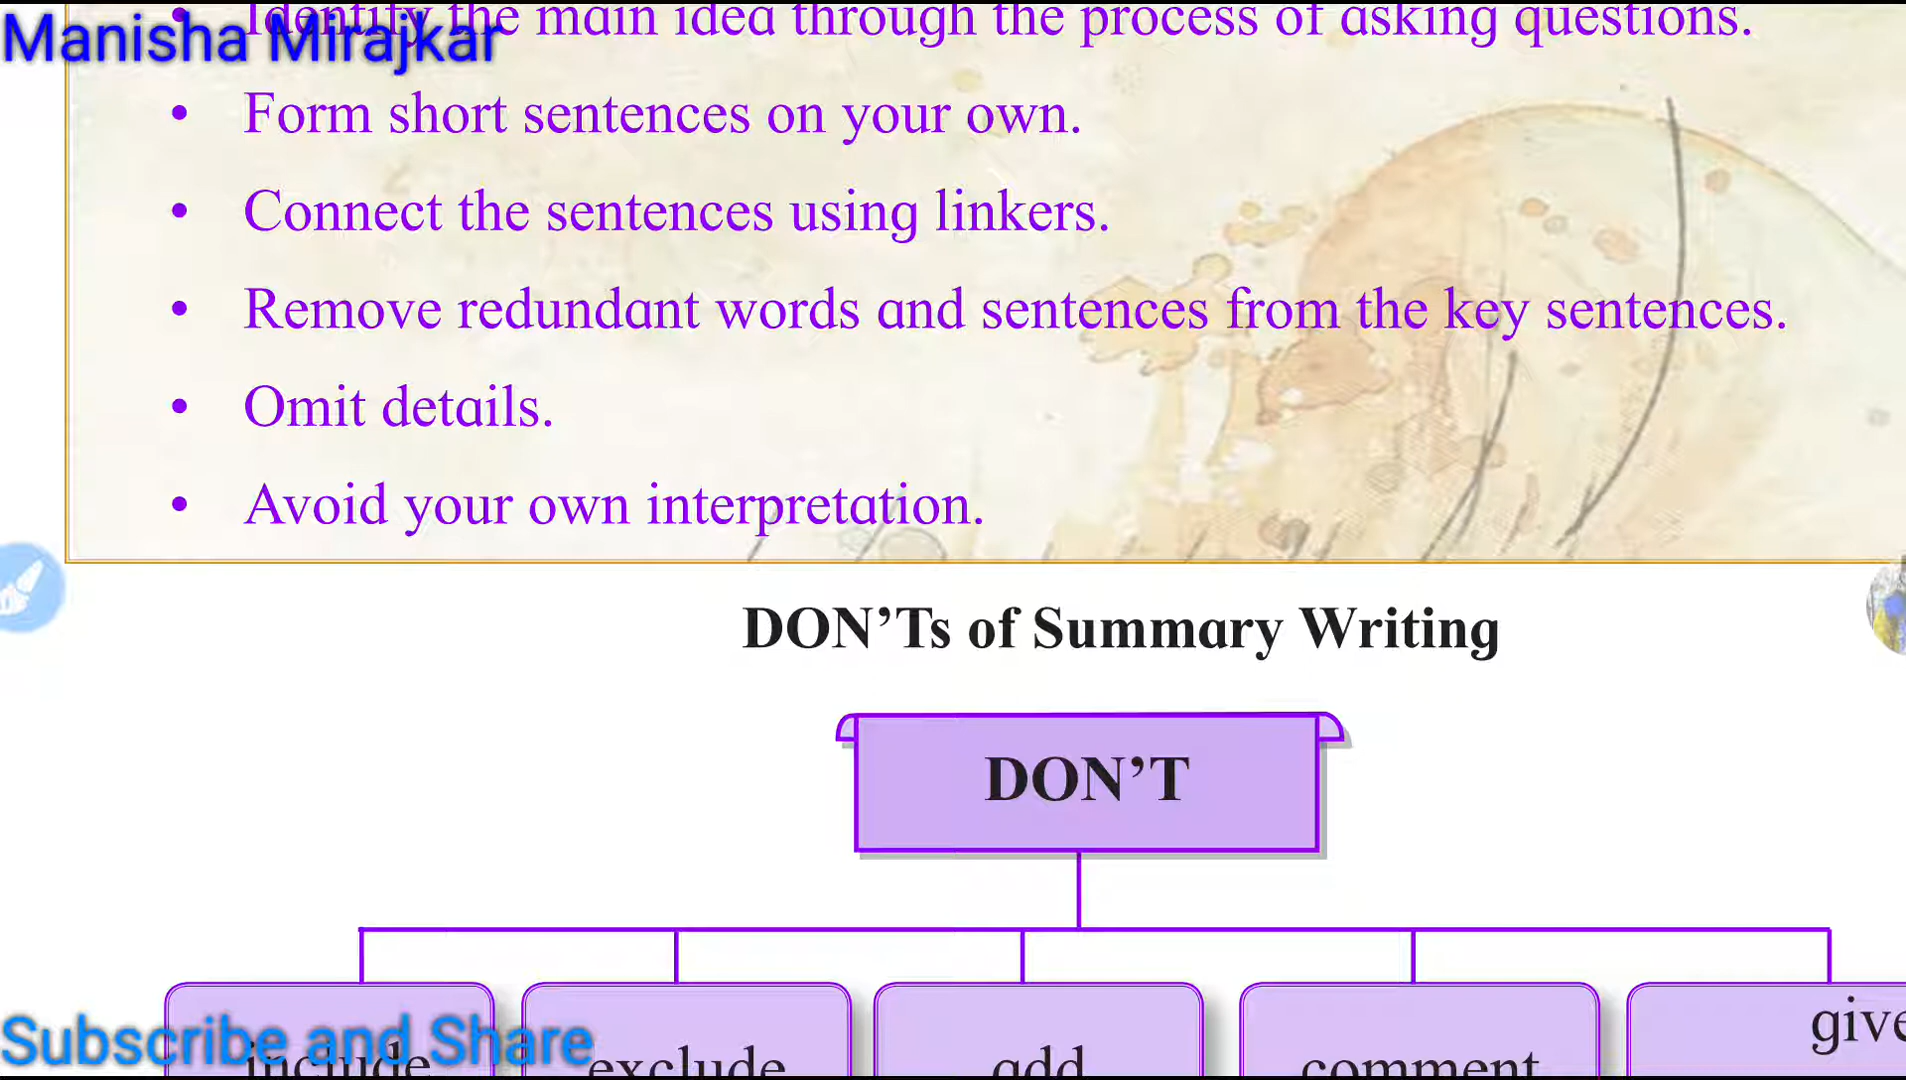 • Identify the main idea through the process of asking questions.
Manisha Mirajkar
• Form short sentences on your own.
• Connect the sentences using linkers.
• Remove redundant words and sentences from the key sentences.
• Omit details.
• Avoid your own interpretation.
DON’Ts of Summary Writing
DON’T
give
Subscribe and Share
include exclude add comment